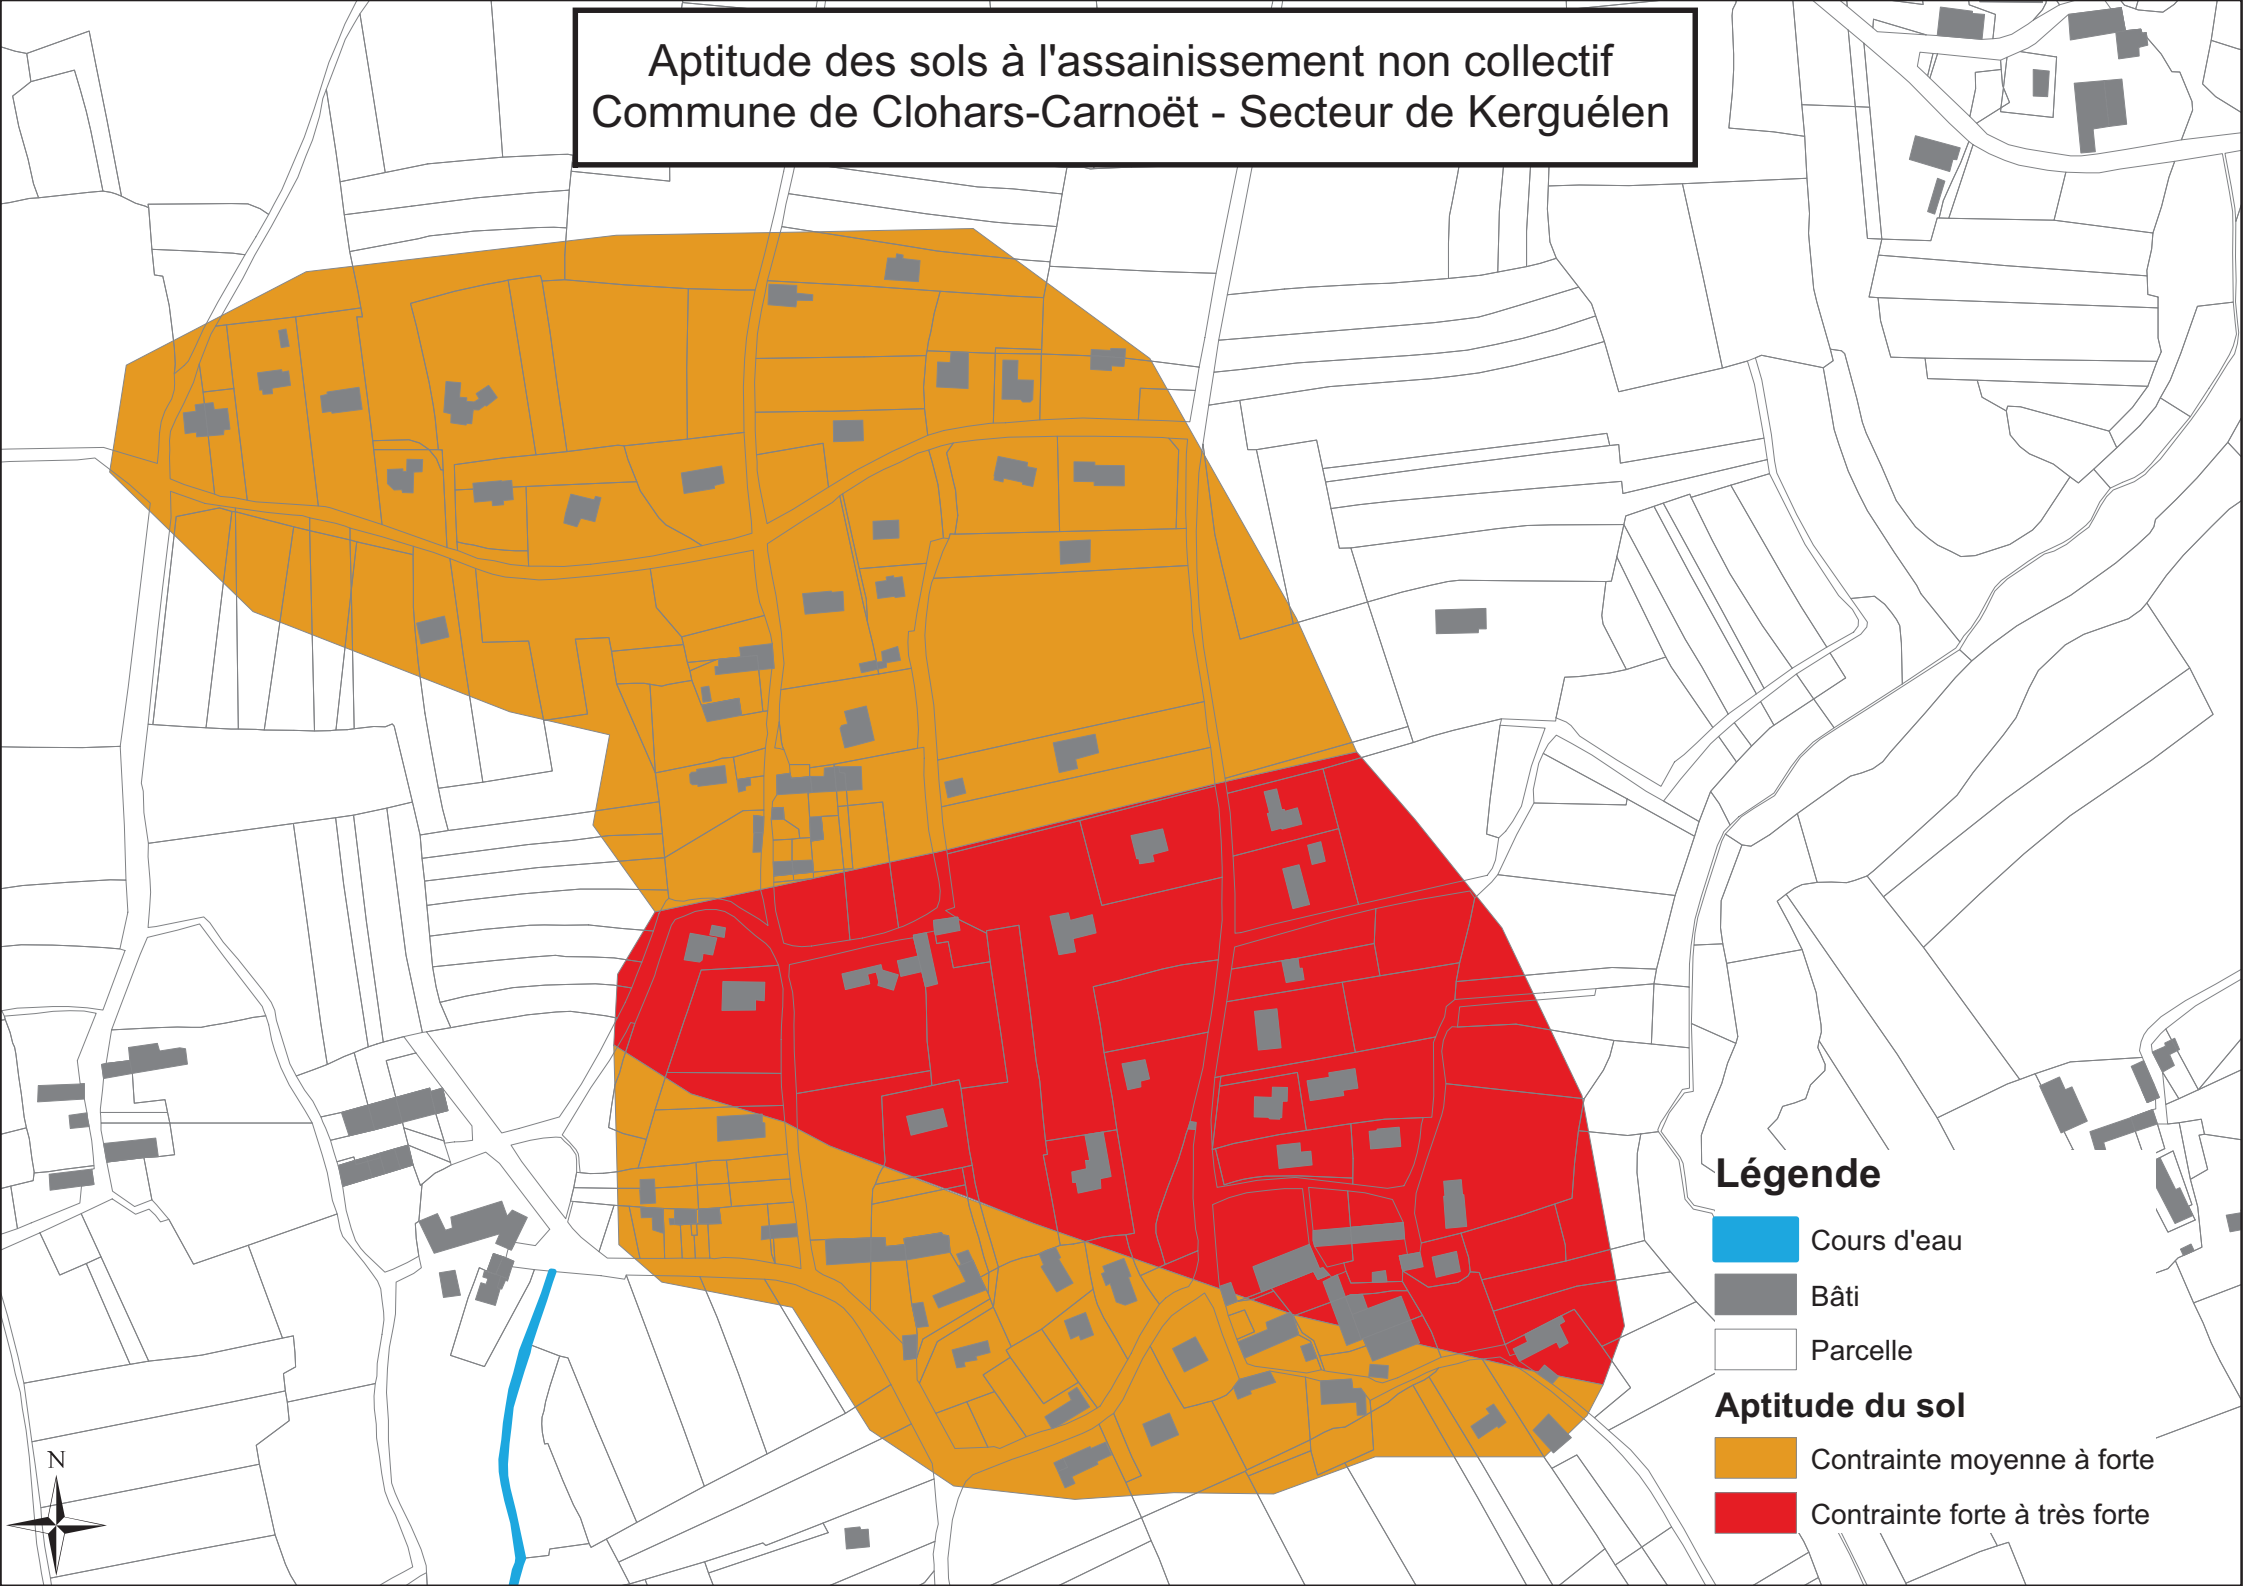 Aptitude des sols à l'assainissement non collectif
Commune de Clohars-Carnoët - Secteur de Kerguélen
Légende
Cours d'eau
Bâti
Parcelle
Aptitude du sol
Contrainte moyenne à forte
Contrainte forte à très forte
N